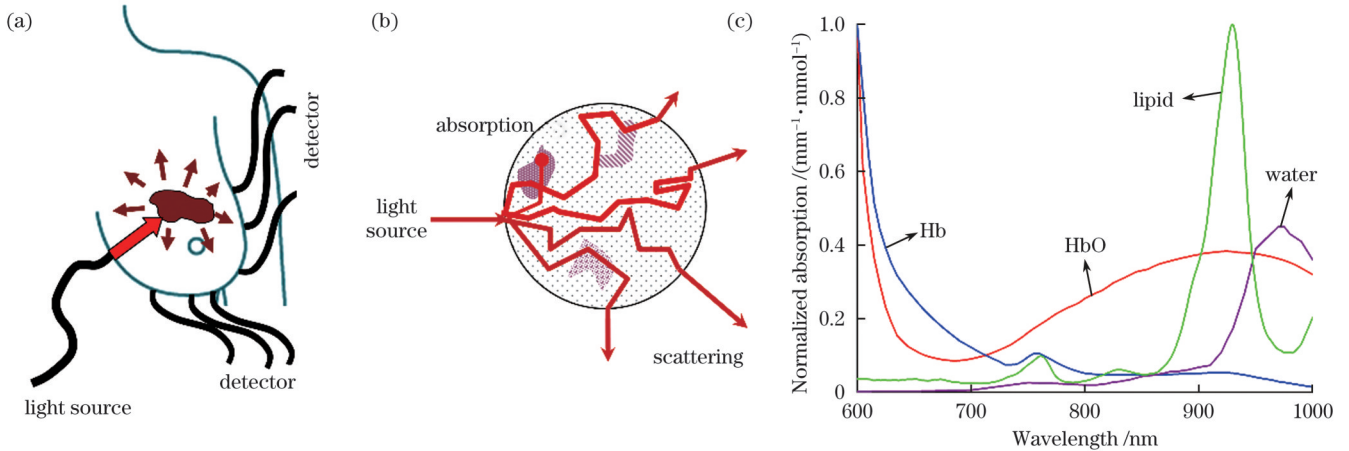 (a)
detector
detector
light source
(b)
absorption
light
source
scattering
(c)
Normalized absorption /(mm⁻¹·mmol⁻¹)
1.0
0.8
0.6
0.4
0.2
0
lipid
water
Hb
HbO
600
700
800
900
1000
Wavelength /nm